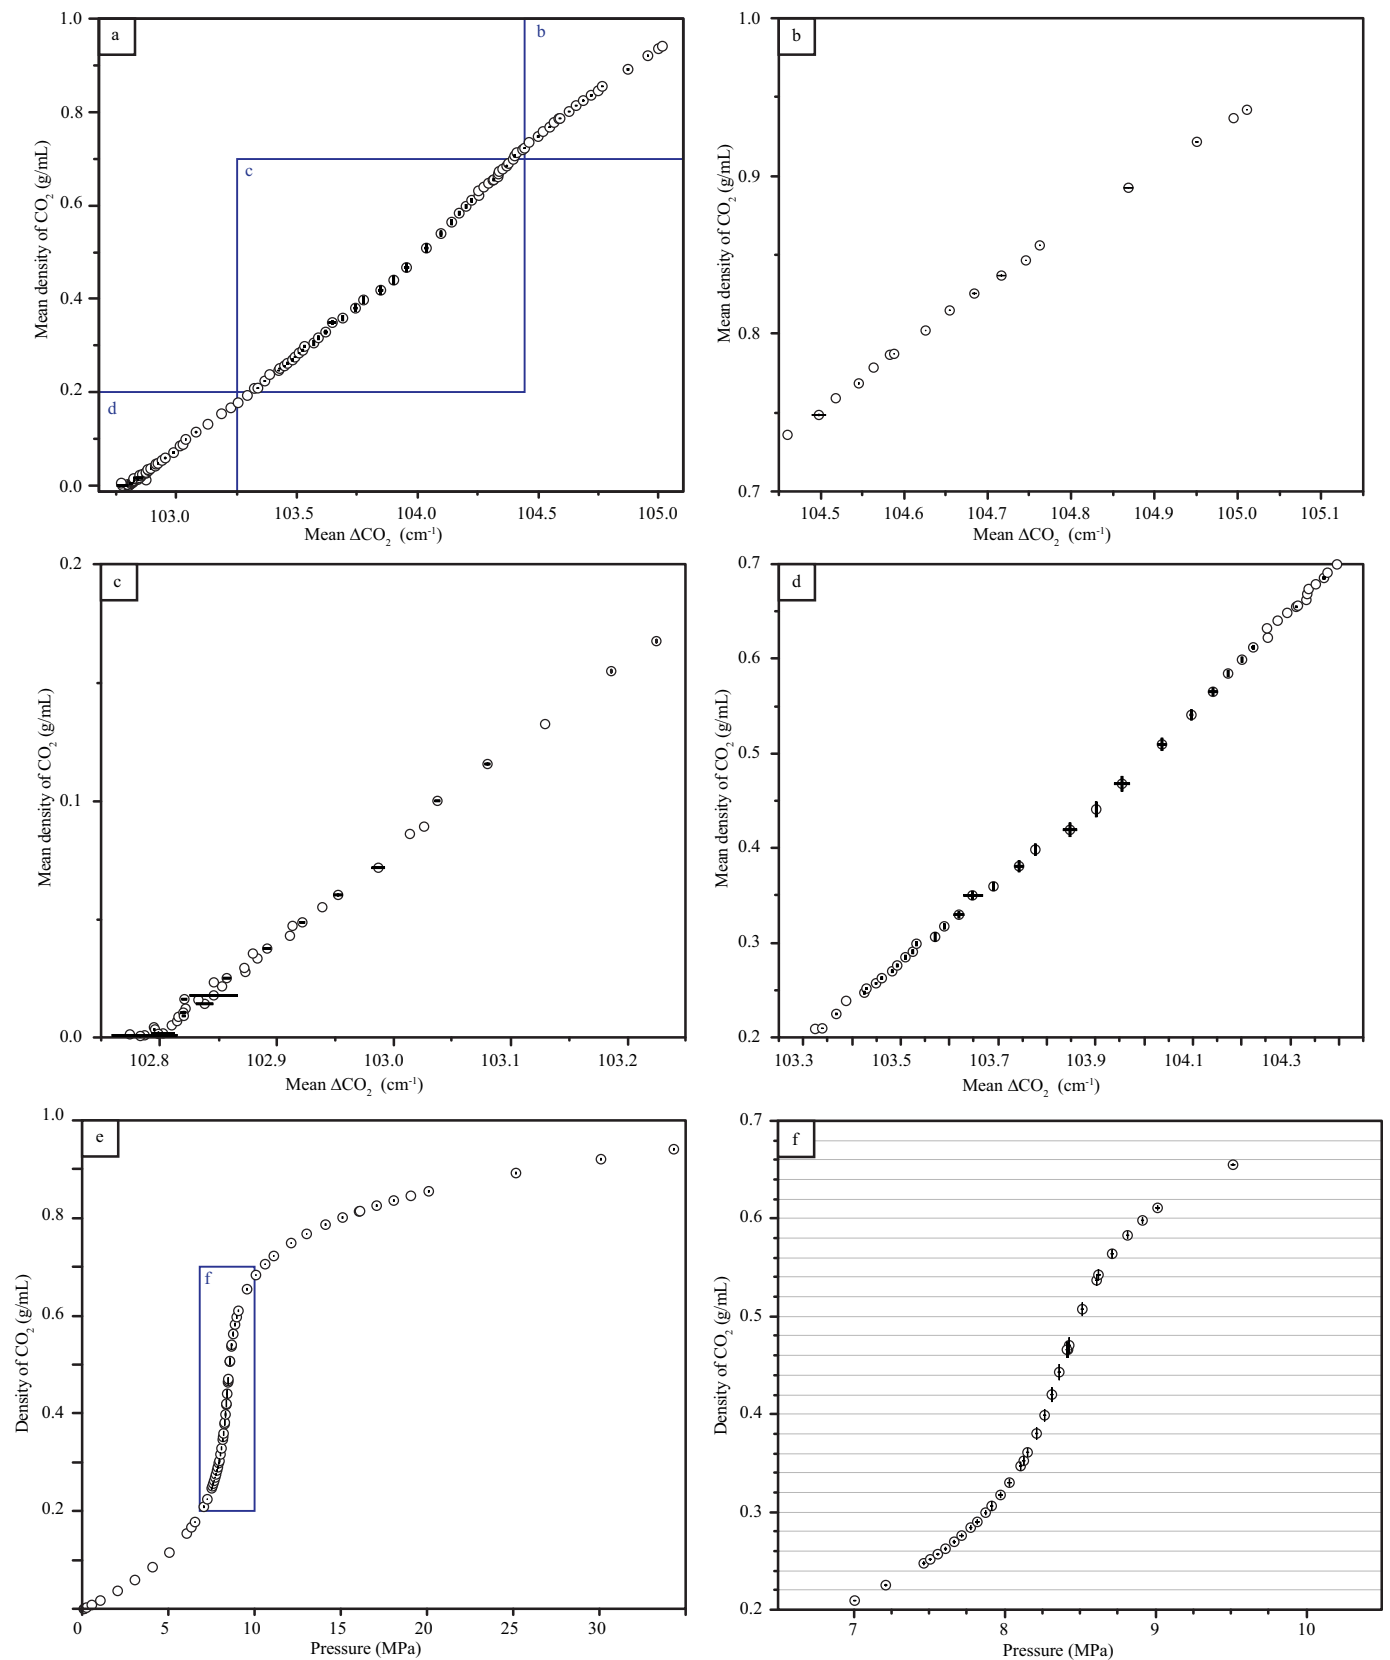 a
b
c
d
1.0
0.8
0.6
0.4
0.2
0.0
Mean density of CO2 (g/mL)
103.0 103.5 104.0 104.5 105.0
Mean ΔCO2 (cm-1)
b
1.0
0.9
0.8
0.7
Mean density of CO2 (g/mL)
104.5 104.6 104.7 104.8 104.9 105.0 105.1
Mean ΔCO2 (cm-1)
c
0.2
0.1
0.0
Mean density of CO2 (g/mL)
102.8 102.9 103.0 103.1 103.2
Mean ΔCO2 (cm-1)
d
0.7
0.6
0.5
0.4
0.3
0.2
Mean density of CO2 (g/mL)
103.3 103.5 103.7 103.9 104.1 104.3
Mean ΔCO2 (cm-1)
e
f
1.0
0.8
0.6
0.4
0.2
Density of CO2 (g/mL)
0 5 10 15 20 25 30
Pressure (MPa)
f
0.7
0.6
0.5
0.4
0.3
0.2
Density of CO2 (g/mL)
7 8 9 10
Pressure (MPa)